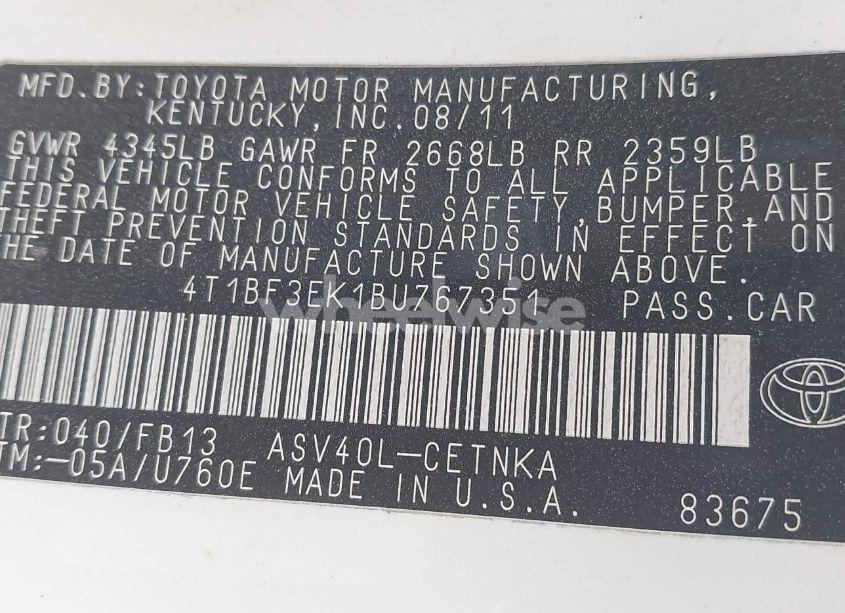 MFD.BY:TOYOTA MOTOR MANUFACTURING,
KENTUCKY,INC.08/11
GVWR 4345LB GAWR FR 2668LB RR 2359LB
THIS VEHICLE CONFORMS TO ALL APPLICABLE
FEDERAL MOTOR VEHICLE SAFETY,BUMPER,AND
THEFT PREVENTION STANDARDS IN EFFECT ON
THE DATE OF MANUFACTURE SHOWN ABOVE.
4T1BF3EK1BU767351 PASS.CAR
wheelwise
TR:040/FB13 ASV40L-CETNKA
TM:-05A/U760E MADE IN U.S.A. 83675